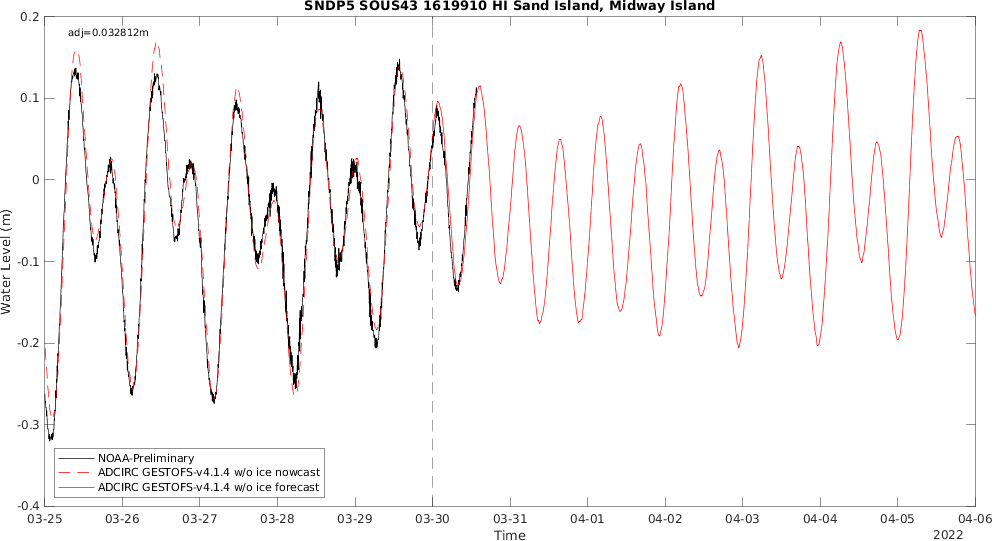 SNDP5 SOUS43 1619910 HI Sand Island, Midway Island
adj=0.032812m
0.2
0.1
0
-0.1
-0.2
-0.3
-0.4
Water Level (m)
NOAA-Preliminary
ADCIRC GESTOFS-v4.1.4 w/o ice nowcast
ADCIRC GESTOFS-v4.1.4 w/o ice forecast
03-25 03-26 03-27 03-28 03-29 03-30 03-31 04-01 04-02 04-03 04-04 04-05 04-06
Time
2022